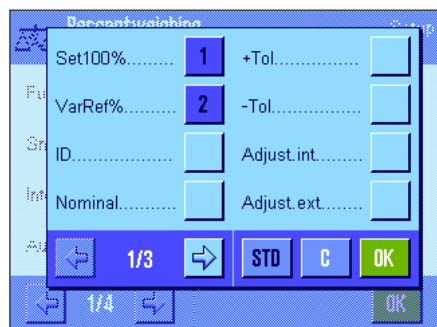 Percentweighing
Set100%......... 1 +Tol...............
VarRef%......... 2 -Tol...............
ID.................. Adjust.int........
Nominal.......... Adjust.ext.......
1/3 STD C OK
1/4 OK